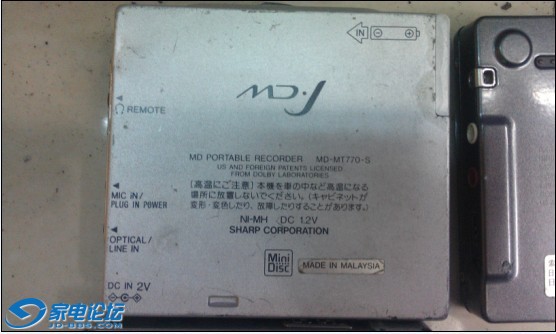 IN
MD J.CM
REMOTE
MD PORTABLE RECORDER MD-MT770-S
US AND FOREIGN PATENTS LICENSED
FROM DOLBY LABORATORIES
[高温にご注意] 本機を車の中など高温になる
場所に放置しないでください。(キャビネットが
変形・変色したり、故障したりすることがあります。)
MIC IN/
PLUG IN POWER
NI-MH DC 1.2V
SHARP CORPORATION
OPTICAL/
LINE IN
Mini
Disc
MADE IN MALAYSIA
DC IN 2V
家电论坛
JD-BBS.COM